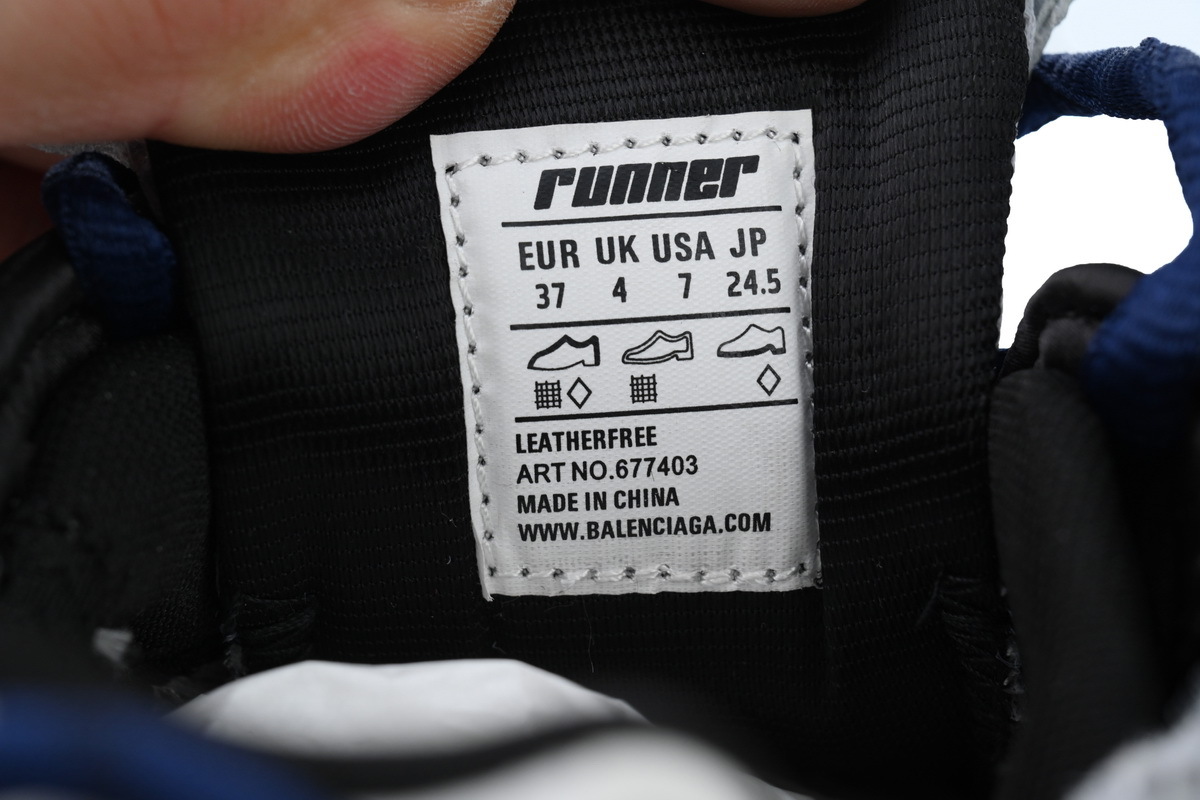 runner
EUR UK USA JP
37 4 7 24.5
LEATHERFREE
ART NO.677403
MADE IN CHINA
WWW.BALENCIAGA.COM